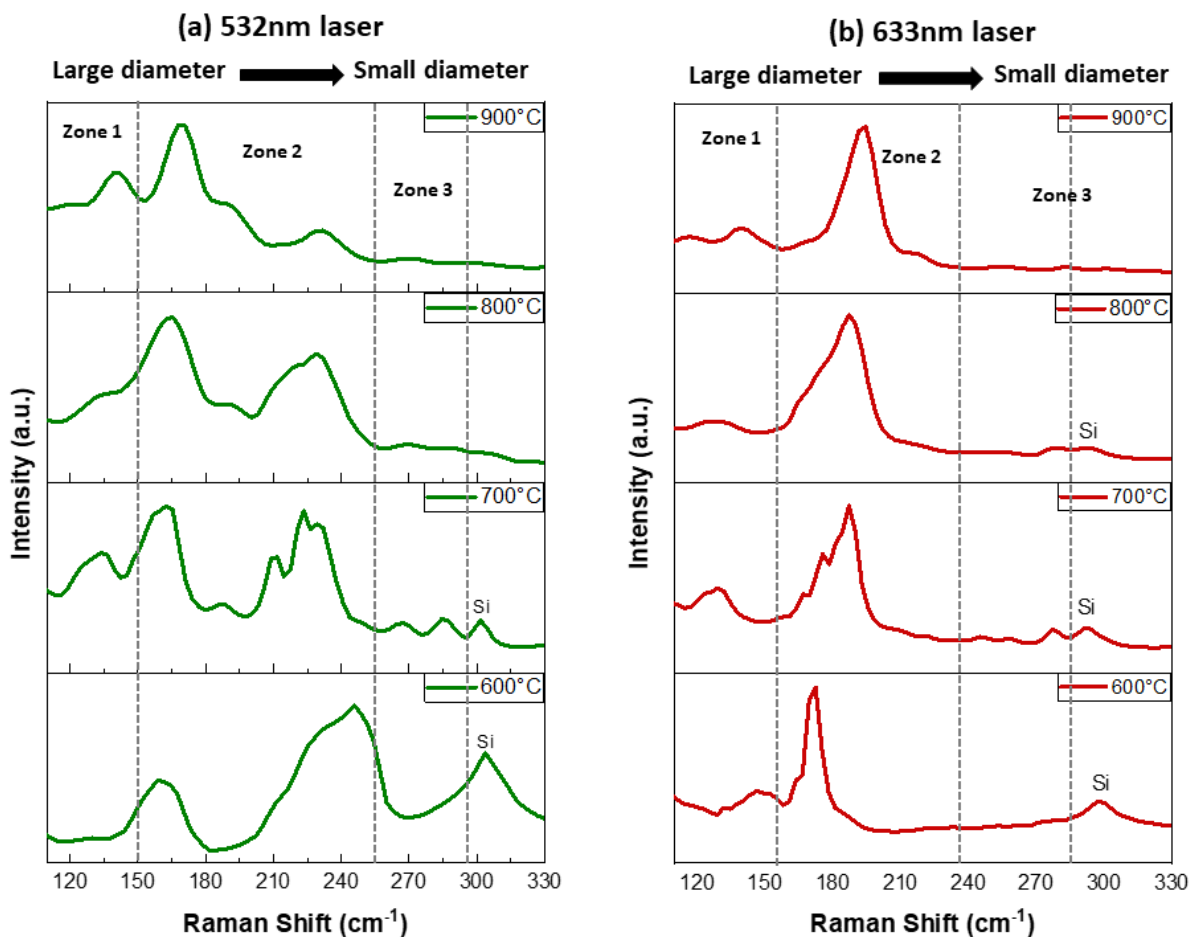 (a) 532nm laser
Large diameter Small diameter
Zone 1
Zone 2
Zone 3
900°C
800°C
700°C
Si
600°C
Si
120 150 180 210 240 270 300 330
Raman Shift (cm-1)
Intensity (a.u.)
(b) 633nm laser
Large diameter Small diameter
Zone 1
Zone 2
Zone 3
900°C
800°C
Si
700°C
Si
600°C
Si
120 150 180 210 240 270 300 330
Raman Shift (cm-1)
Intensity (a.u.)